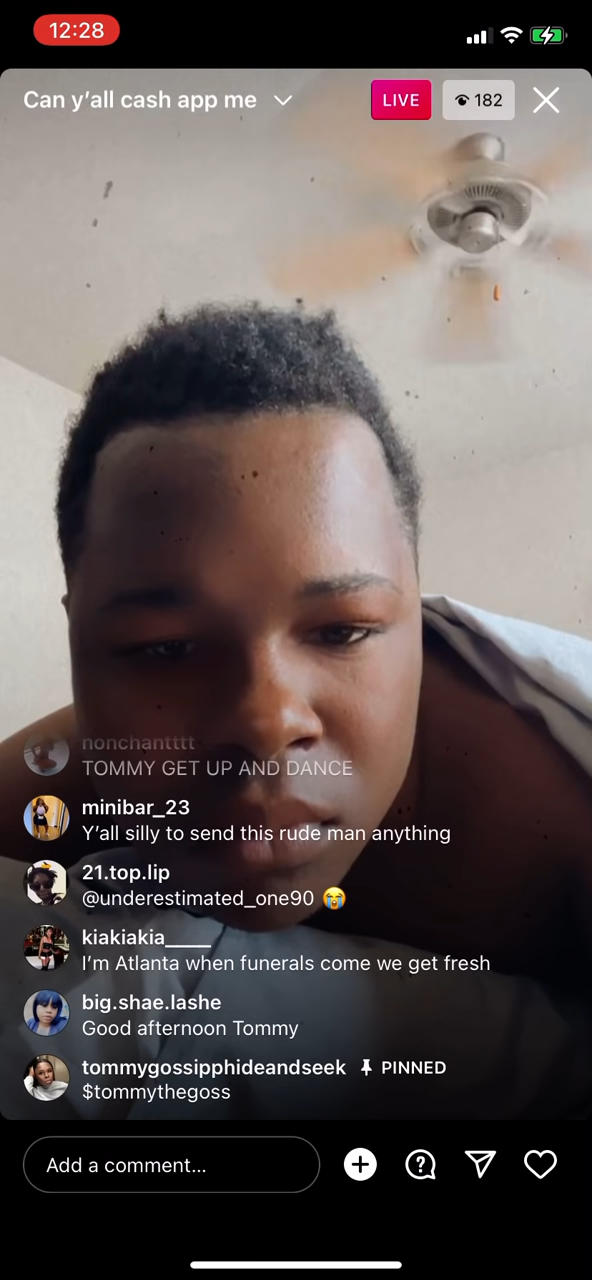 12:28
Can y’all cash app me
LIVE
182
nonchantttt
TOMMY GET UP AND DANCE
minibar_23
Y’all silly to send this rude man anything
21.top.lip
@underestimated_one90 😭
kiakiakia_____
I’m Atlanta when funerals come we get fresh
big.shae.lashe
Good afternoon Tommy
tommygossipphideandseek PINNED
$tommythegoss
Add a comment...